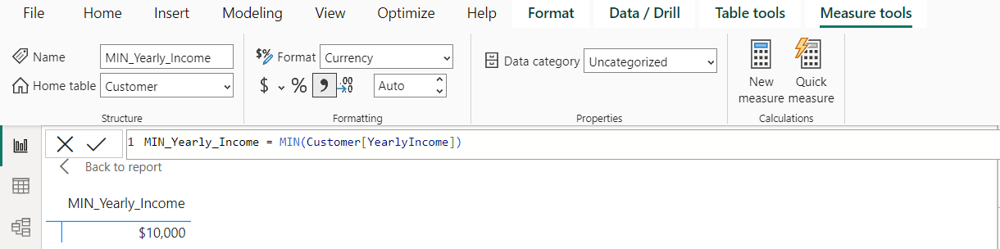 File Home Insert Modeling View Optimize Help Format Data / Drill Table tools Measure tools
Name MIN_Yearly_Income $% Format Currency Data category Uncategorized
Home table Customer $ % , .00 .0 Auto New measure Quick measure
Structure Formatting Properties Calculations
1 MIN_Yearly_Income = MIN(Customer[YearlyIncome])
Back to report
MIN_Yearly_Income
$10,000